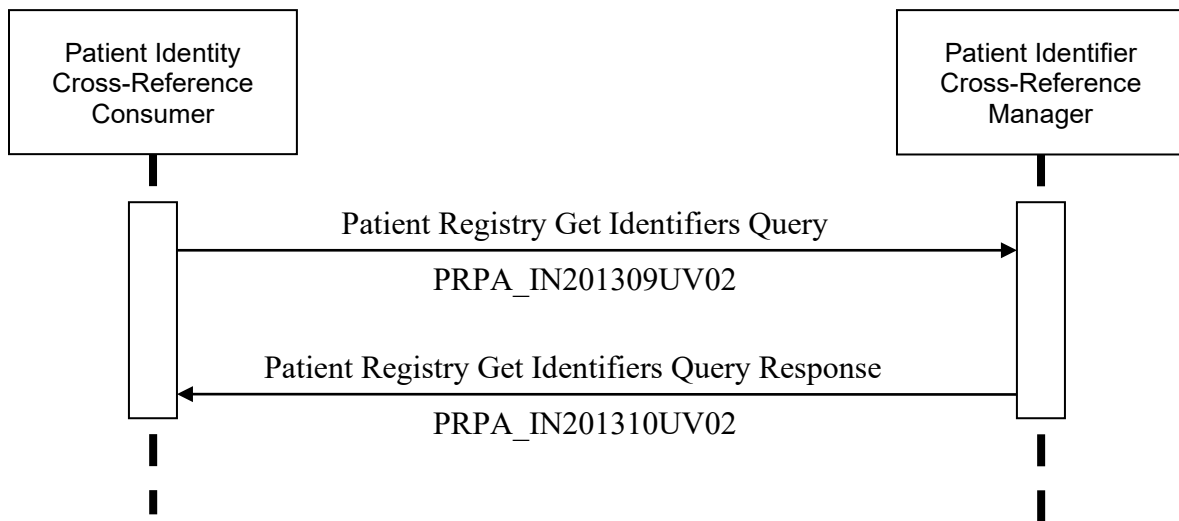 Patient Identity
Cross-Reference
Consumer
Patient Identifier
Cross-Reference
Manager
Patient Registry Get Identifiers Query
PRPA_IN201309UV02
Patient Registry Get Identifiers Query Response
PRPA_IN201310UV02